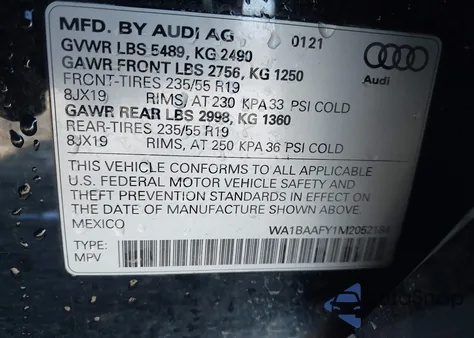 MFD. BY AUDI AG 0121
GVWR LBS 5489, KG 2490
GAWR FRONT LBS 2756, KG 1250
FRONT-TIRES 235/55 R19
8JX19 RIMS, AT 230 KPA 33 PSI COLD
GAWR REAR LBS 2998, KG 1360
REAR-TIRES 235/55 R19
8JX19 RIMS, AT 250 KPA 36 PSI COLD
Audi
THIS VEHICLE CONFORMS TO ALL APPLICABLE
U.S. FEDERAL MOTOR VEHICLE SAFETY AND
THEFT PREVENTION STANDARDS IN EFFECT ON
THE DATE OF MANUFACTURE SHOWN ABOVE
MEXICO
TYPE:
MPV